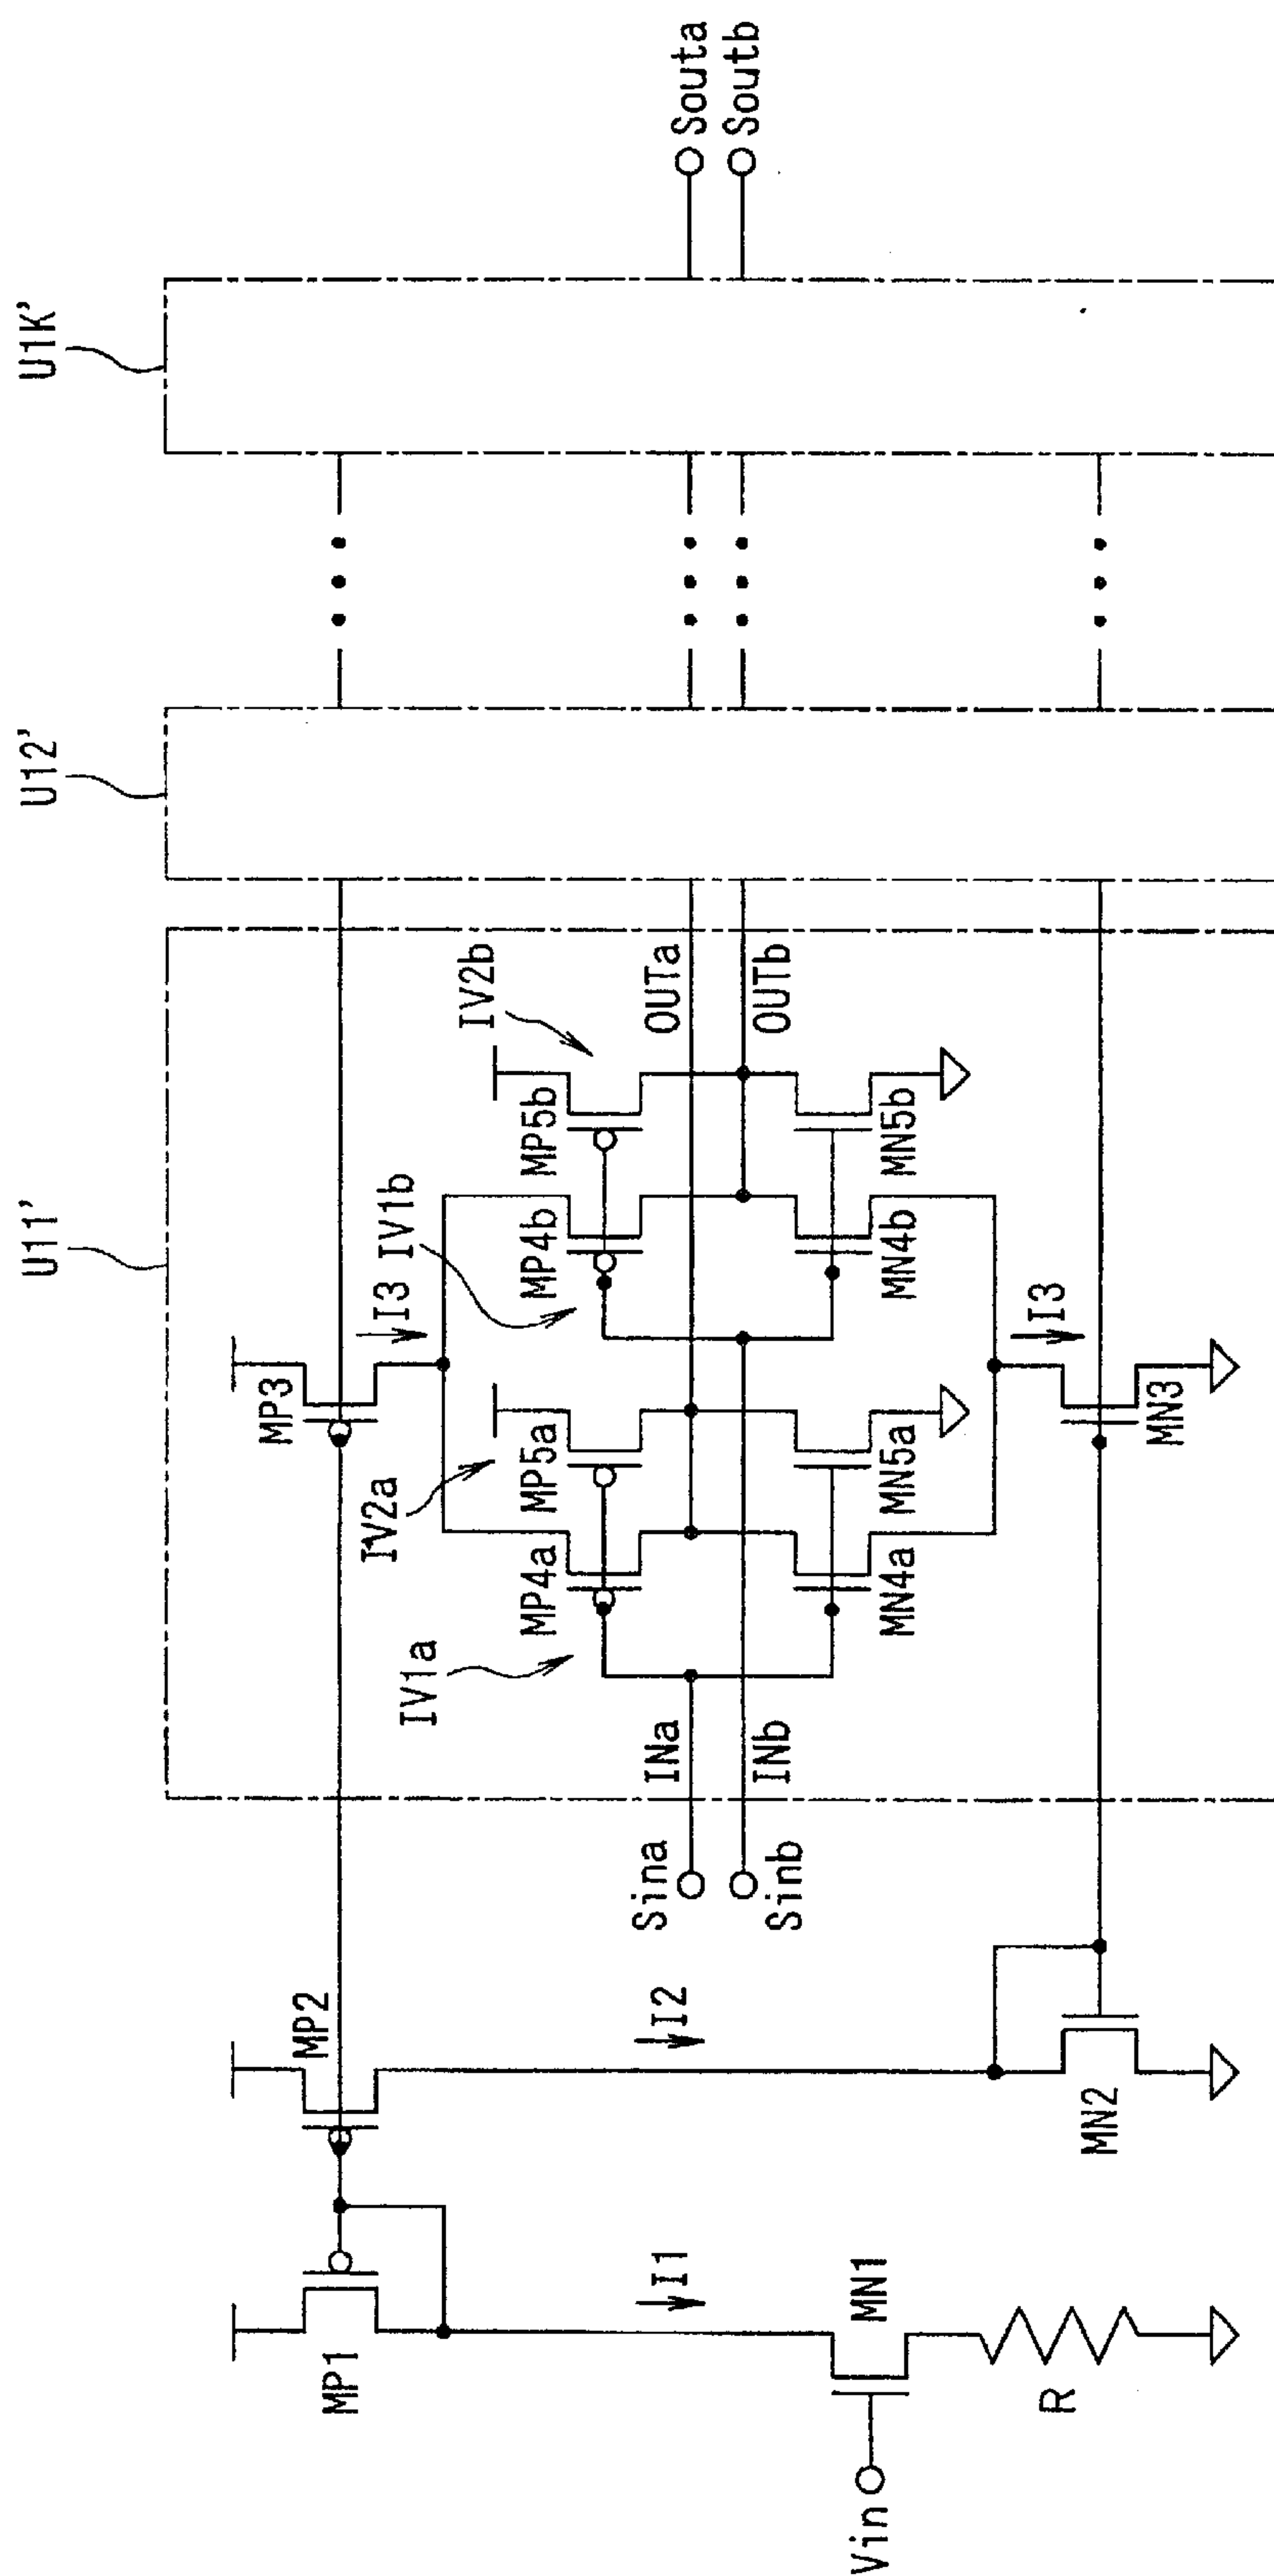 U11'
U12'
U1K'
MP1
MP2
MP3
I3
IV2a
IV1b
IV2b
IV1a
MP4a
MP5a
MP4b
MP5b
I1
I2
Sina
INa
OUTa
Souta
Sinb
INb
OUTb
Soutb
MN4a
MN5a
MN4b
MN5b
Vin
MN1
I3
R
MN2
MN3